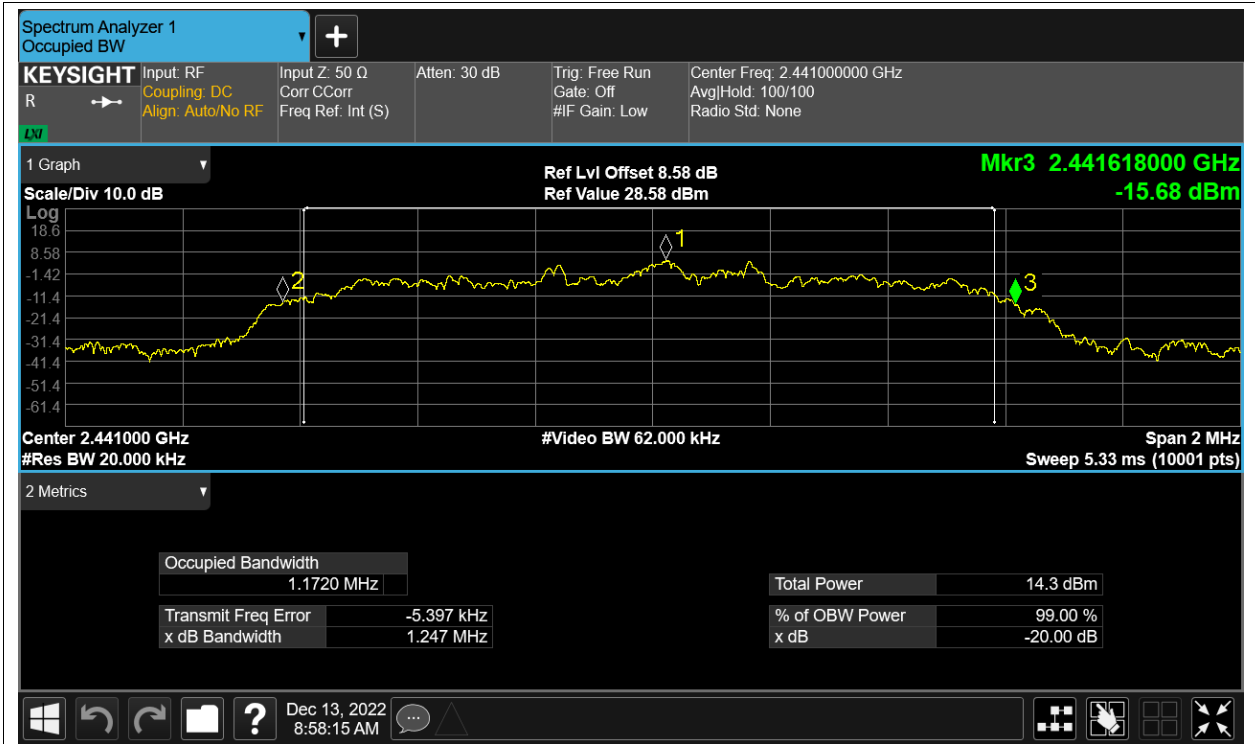 Spectrum Analyzer 1
Occupied BW
KEYSIGHT
R
LXI
Input: RF
Coupling: DC
Align: Auto/No RF
Input Z: 50 Ω
Corr CCorr
Freq Ref: Int (S)
Atten: 30 dB
Trig: Free Run
Gate: Off
#IF Gain: Low
Center Freq: 2.441000000 GHz
Avg|Hold: 100/100
Radio Std: None
1 Graph
Scale/Div 10.0 dB
Ref Lvl Offset 8.58 dB
Ref Value 28.58 dBm
Mkr3 2.441618000 GHz
-15.68 dBm
Log
18.6
8.58
-1.42
-11.4
-21.4
-31.4
-41.4
-51.4
-61.4
1
2
3
Center 2.441000 GHz
#Res BW 20.000 kHz
#Video BW 62.000 kHz
Span 2 MHz
Sweep 5.33 ms (10001 pts)
2 Metrics
Occupied Bandwidth
1.1720 MHz
Transmit Freq Error -5.397 kHz
x dB Bandwidth 1.247 MHz
Total Power 14.3 dBm
% of OBW Power 99.00 %
x dB -20.00 dB
?
Dec 13, 2022
8:58:15 AM